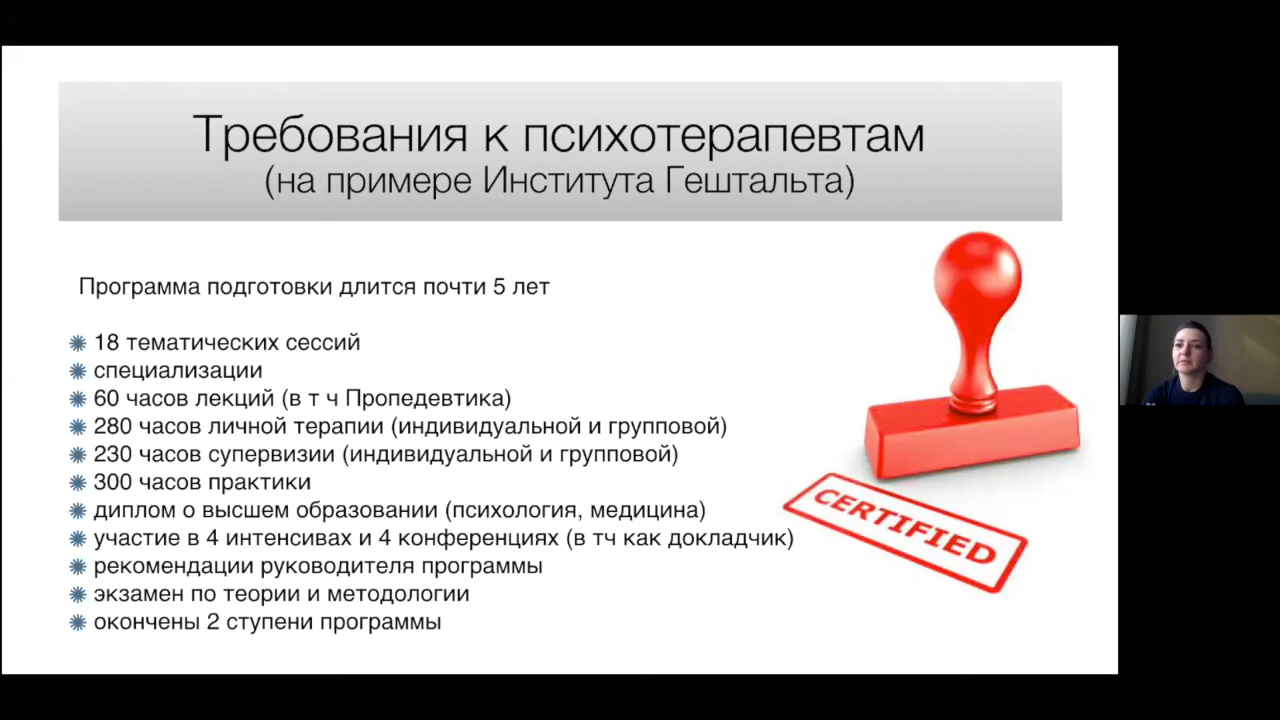 Требования к психотерапевтам
(на примере Института Гештальта)
Программа подготовки длится почти 5 лет
18 тематических сессий
специализации
60 часов лекций (в т ч Пропедевтика)
280 часов личной терапии (индивидуальной и групповой)
230 часов супервизии (индивидуальной и групповой)
300 часов практики
диплом о высшем образовании (психология, медицина)
участие в 4 интенсивах и 4 конференциях (в тч как докладчик)
рекомендации руководителя программы
экзамен по теории и методологии
окончены 2 ступени программы
CERTIFIED